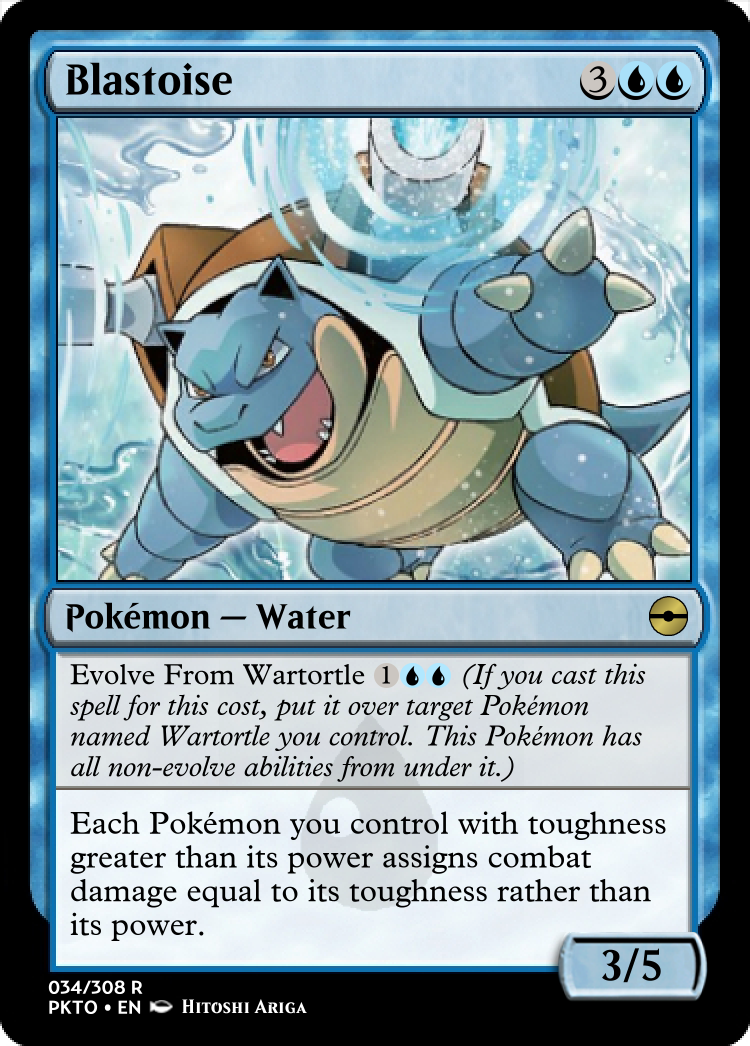 Blastoise 3
Pokémon — Water
Evolve From Wartortle 1 (If you cast this
spell for this cost, put it over target Pokémon
named Wartortle you control. This Pokémon has
all non-evolve abilities from under it.)
Each Pokémon you control with toughness
greater than its power assigns combat
damage equal to its toughness rather than
its power.
3/5
034/308 R
PKTO • EN Hitoshi Ariga